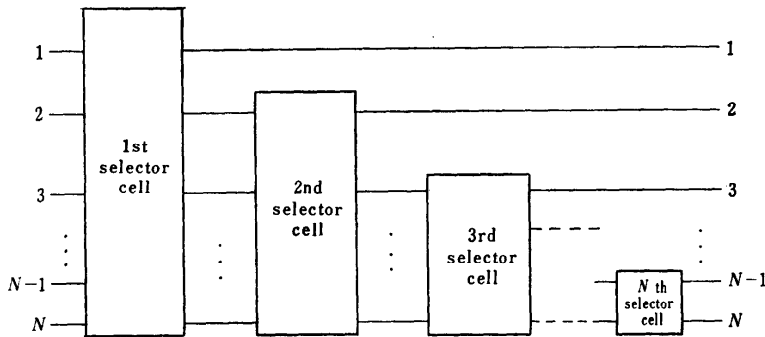 1
2
3
N-1
N
1st
selector
cell
2nd
selector
cell
3rd
selector
cell
N th
selector
cell
1
2
3
N-1
N